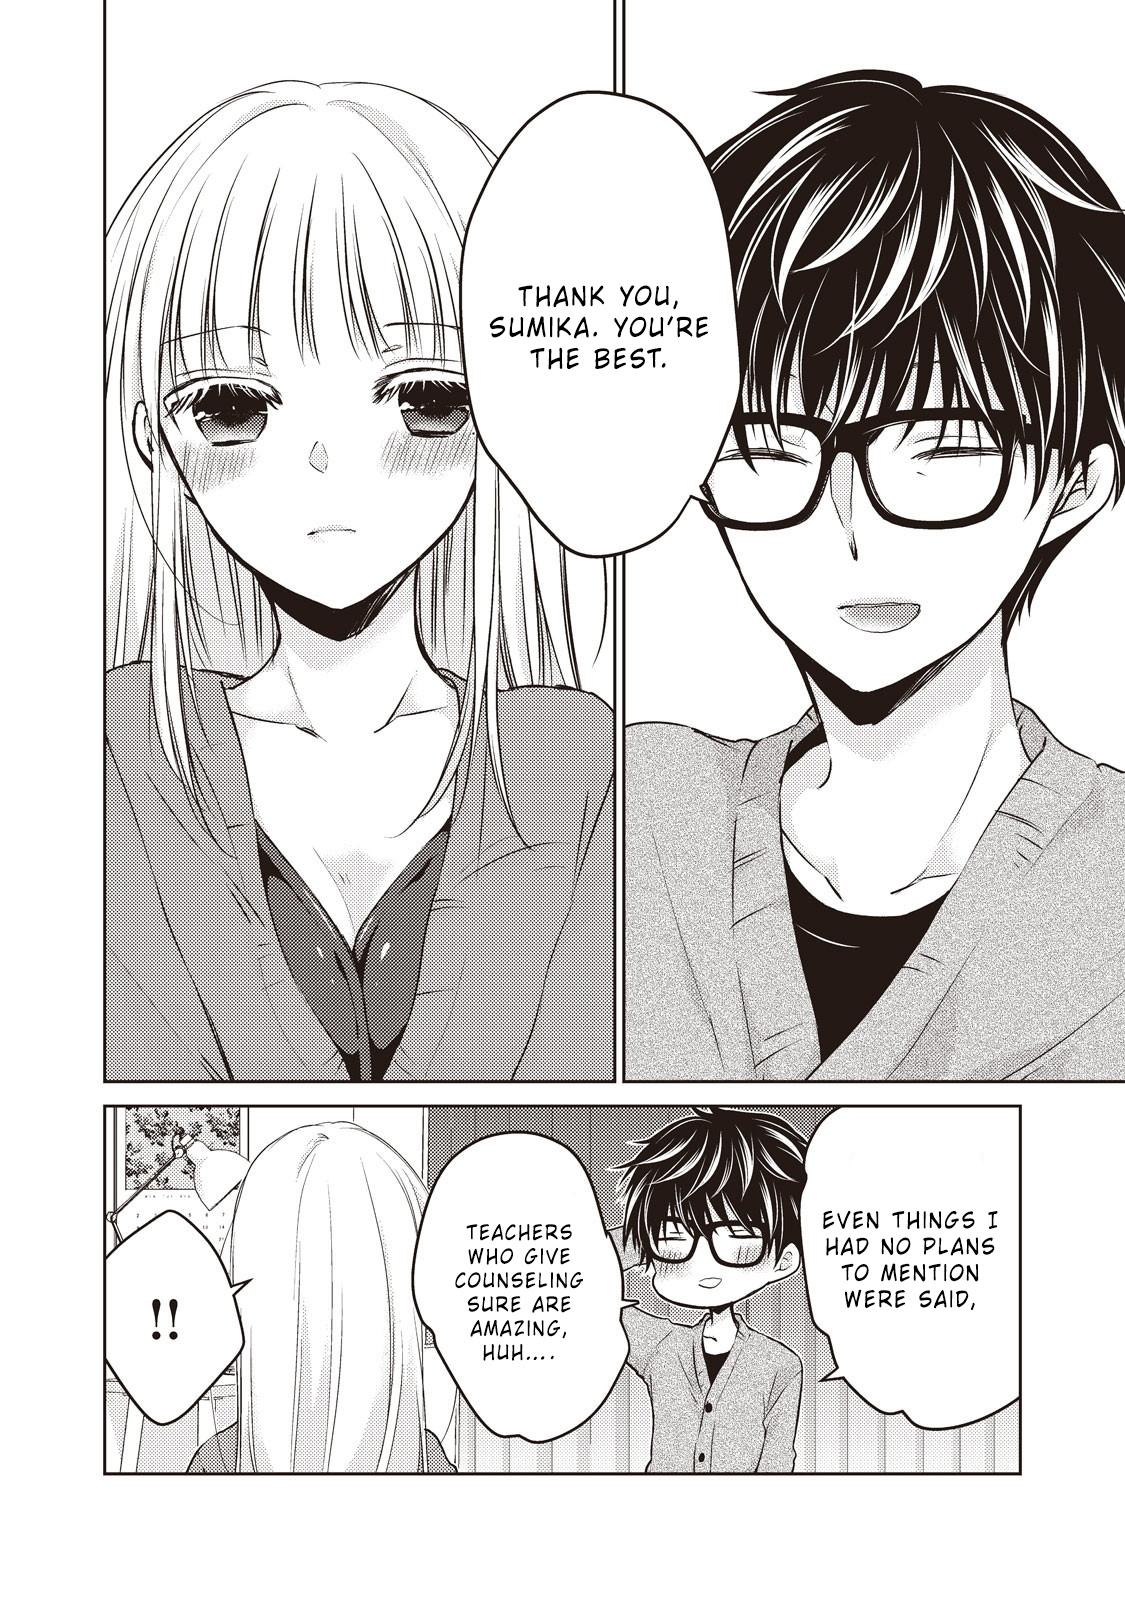 THANK YOU,
SUMIKA. YOU'RE
THE BEST.
EVEN THINGS I
HAD NO PLANS
TO MENTION
WERE SAID,
TEACHERS
WHO GIVE
COUNSELING
SURE ARE
AMAZING,
HUH....
!!